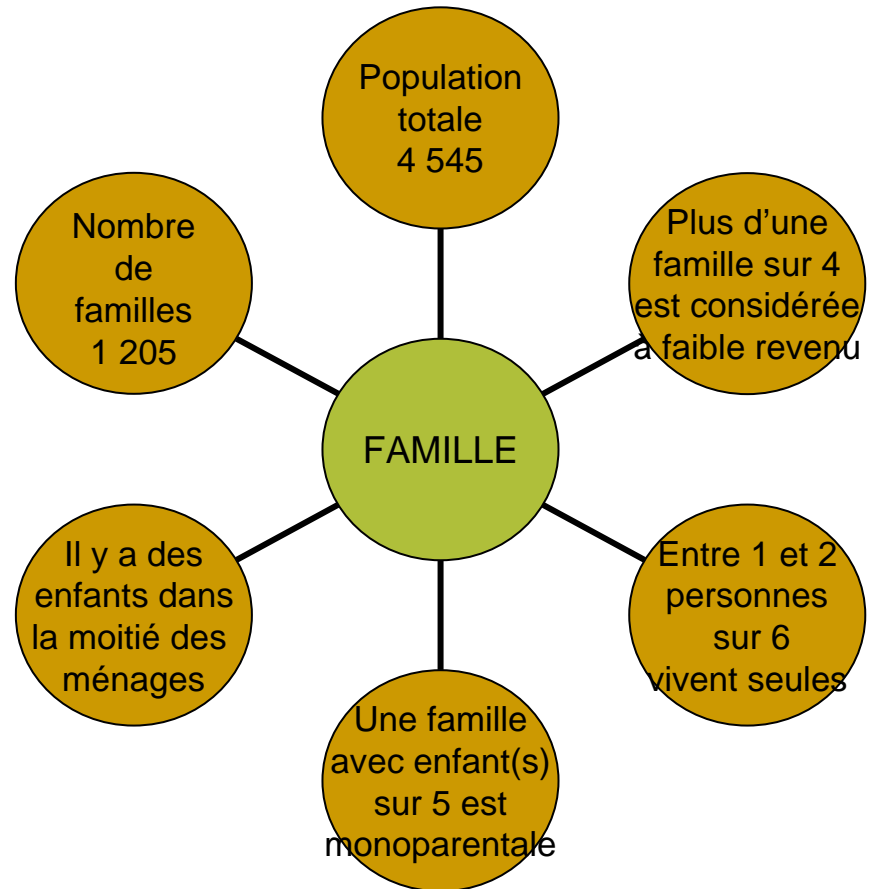 Population
totale
4 545
Nombre
de
familles
1 205
Plus d’une
famille sur 4
est considérée
à faible revenu
FAMILLE
Il y a des
enfants dans
la moitié des
ménages
Entre 1 et 2
personnes
sur 6
vivent seules
Une famille
avec enfant(s)
sur 5 est
monoparentale